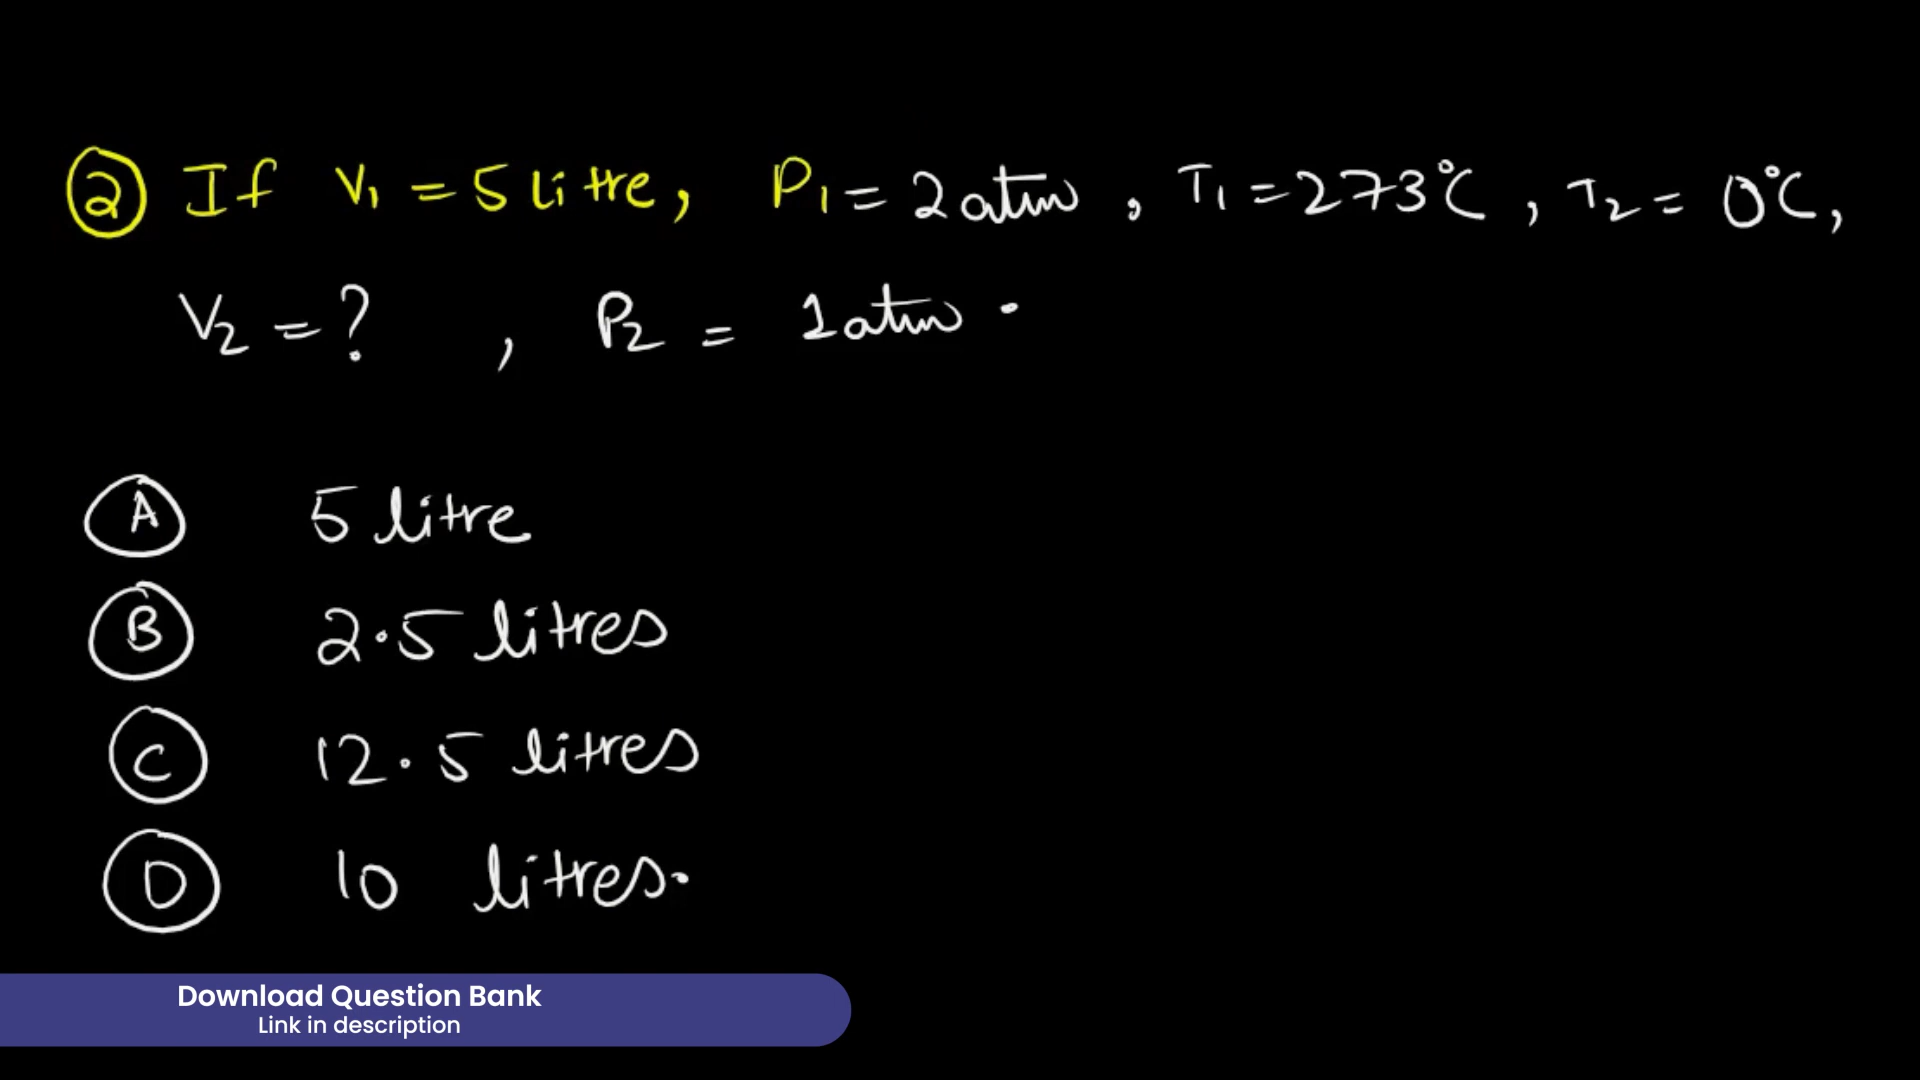 ② If V₁ = 5 litre, P₁ = 2 atm, T₁ = 273°C, T₂ = 0°C,
V₂ = ? , P₂ = 1 atm.
Ⓐ 5 litre
Ⓑ 2.5 litres
Ⓒ 12.5 litres
Ⓓ 10 litres.
Download Question Bank
Link in description